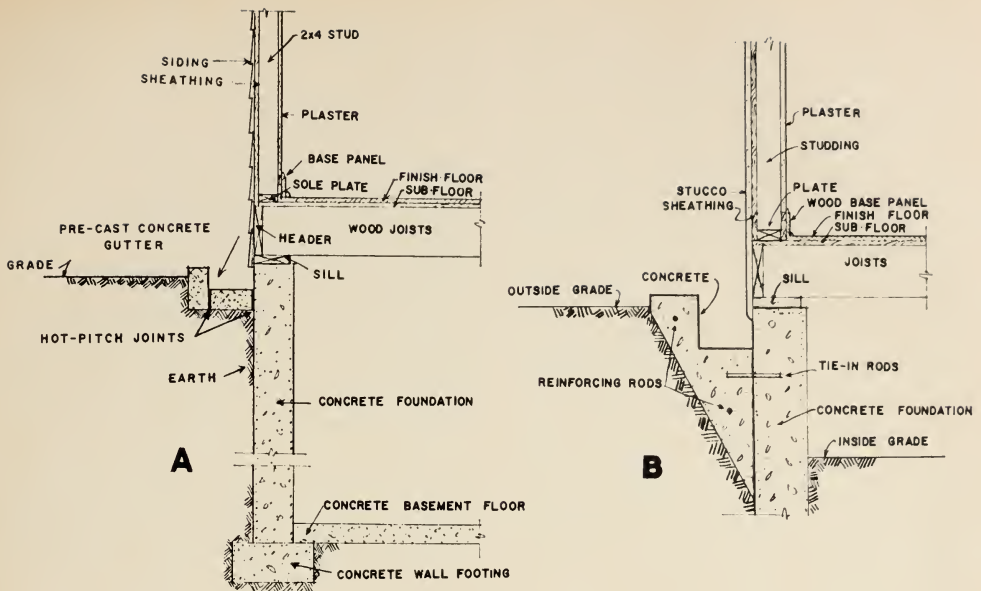 2x4 STUD
SIDING
SHEATHING
PLASTER
BASE PANEL
SOLE PLATE
FINISH FLOOR
SUB-FLOOR
PRE-CAST CONCRETE
GUTTER
HEADER
WOOD JOISTS
GRADE
SILL
HOT-PITCH JOINTS
EARTH
CONCRETE FOUNDATION
A
CONCRETE BASEMENT FLOOR
CONCRETE WALL FOOTING
PLASTER
STUDDING
STUCCO
SHEATHING
PLATE
WOOD BASE PANEL
FINISH FLOOR
SUB-FLOOR
JOISTS
CONCRETE
SILL
OUTSIDE GRADE
TIE-IN RODS
REINFORCING RODS
CONCRETE FOUNDATION
INSIDE GRADE
B